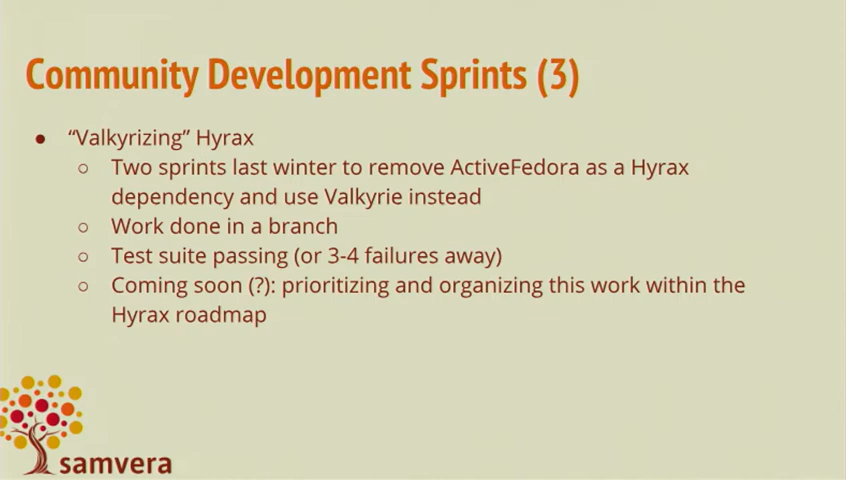 Community Development Sprints (3)
● “Valkyrizing” Hyrax
○ Two sprints last winter to remove ActiveFedora as a Hyrax
dependency and use Valkyrie instead
○ Work done in a branch
○ Test suite passing (or 3-4 failures away)
○ Coming soon (?): prioritizing and organizing this work within the
Hyrax roadmap
samvera